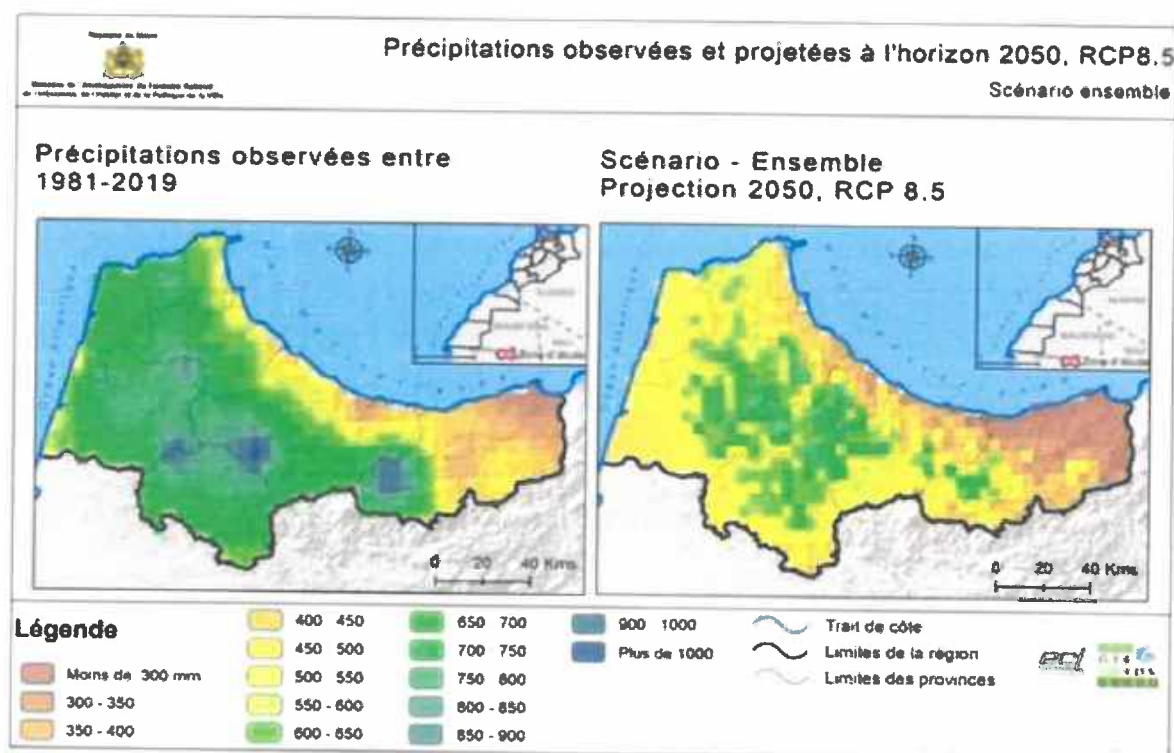 Royaume du Maroc
Précipitations observées et projetées à l'horizon 2050, RCP8.5
Scénario ensemble
Précipitations observées entre
1981-2019
Scénario - Ensemble
Projection 2050, RCP 8.5
0 20 40 Kms
0 20 40 Kms
Légende
Moins de 300 mm
300 - 350
350 - 400
400 450
450 500
500 550
550 - 600
600 - 650
650 700
700 - 750
750 - 800
800 - 850
850 - 900
900 1000
Plus de 1000
Trait de côte
Limites de la région
Limites des provinces